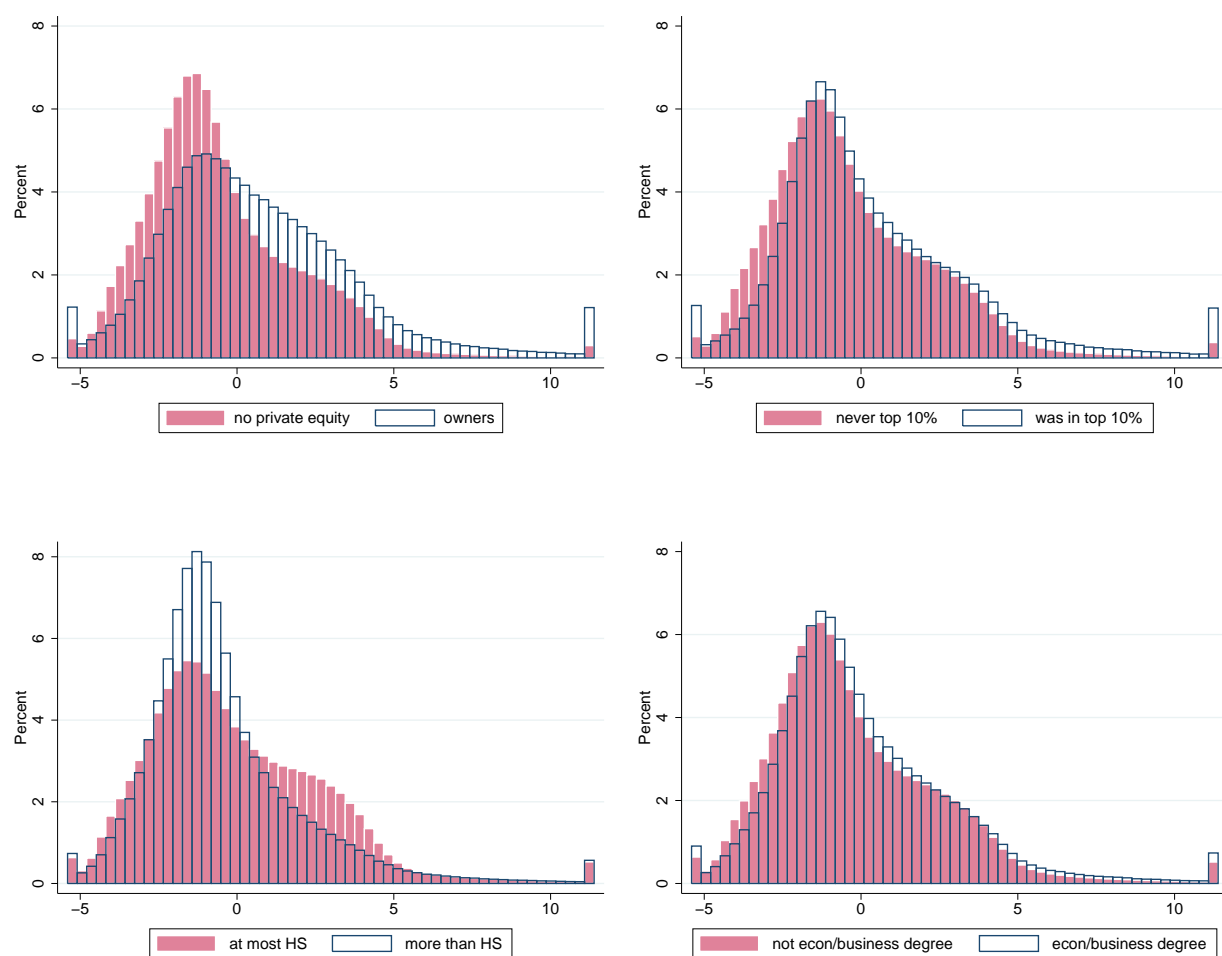 8
6
4
2
0
Percent
−5 0 5 10
no private equity owners
8
6
4
2
0
Percent
−5 0 5 10
never top 10% was in top 10%
8
6
4
2
0
Percent
−5 0 5 10
at most HS more than HS
8
6
4
2
0
Percent
−5 0 5 10
not econ/business degree econ/business degree